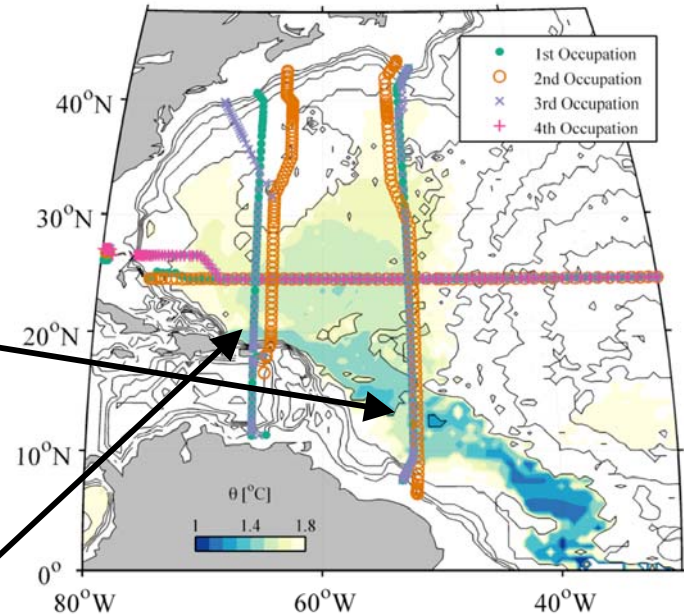 1st Occupation
2nd Occupation
3rd Occupation
4th Occupation
40°N
30°N
20°N
10°N
0°
θ [°C]
1 1.4 1.8
80°W 60°W 40°W